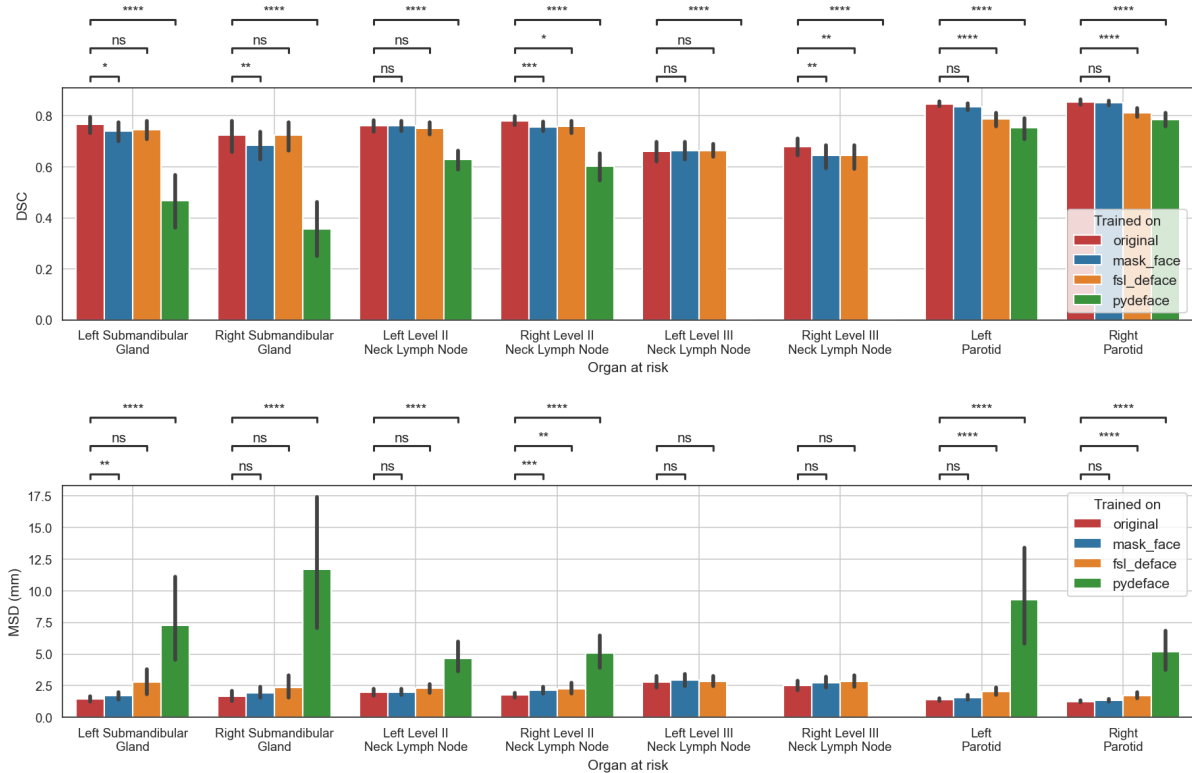 **** **** **** **** **** **** **** ****
ns ns ns * ns ** **** ****
* ** ns *** ns ** ns ns
0.8
0.6
0.4
0.2
0.0
DSC
Trained on
original
mask_face
fsl_deface
pydeface
Left Submandibular
Gland
Right Submandibular
Gland
Left Level II
Neck Lymph Node
Right Level II
Neck Lymph Node
Left Level III
Neck Lymph Node
Right Level III
Neck Lymph Node
Left
Parotid
Right
Parotid
Organ at risk
**** **** **** **** **** ****
ns ns ns ** ns ns **** ****
** ns ns *** ns ns ns ns
17.5
15.0
12.5
10.0
7.5
5.0
2.5
0.0
MSD (mm)
Trained on
original
mask_face
fsl_deface
pydeface
Left Submandibular
Gland
Right Submandibular
Gland
Left Level II
Neck Lymph Node
Right Level II
Neck Lymph Node
Left Level III
Neck Lymph Node
Right Level III
Neck Lymph Node
Left
Parotid
Right
Parotid
Organ at risk